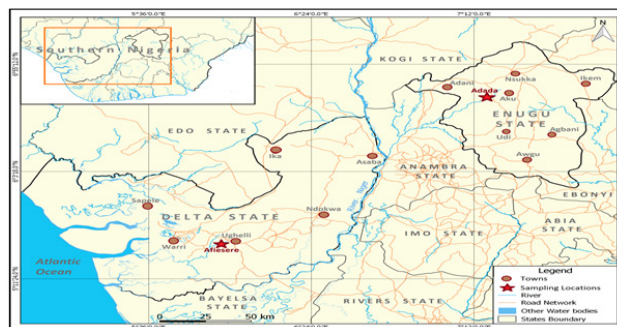 5°36'0.0"E
6°24'0.0"E
7°12'0.0"E
N
Southern Nigeria
KOGI STATE
Nsukka
Adani
Adada
Ikem
Aku
ENUGU
STATE
EDO STATE
Udi
Agbani
Ika
Asaba
ANAMBRA
STATE
Awgu
EBONYI
Sapele
DELTA STATE
Ndokwa
ABIA
STATE
IMO STATE
Warri
Ughelli
Afiesere
Atlantic
Ocean
BAYELSA
STATE
RIVERS STATE
0 25 50 km
Legend
Towns
Sampling Locations
River
Road Network
Other Water bodies
States Boundary